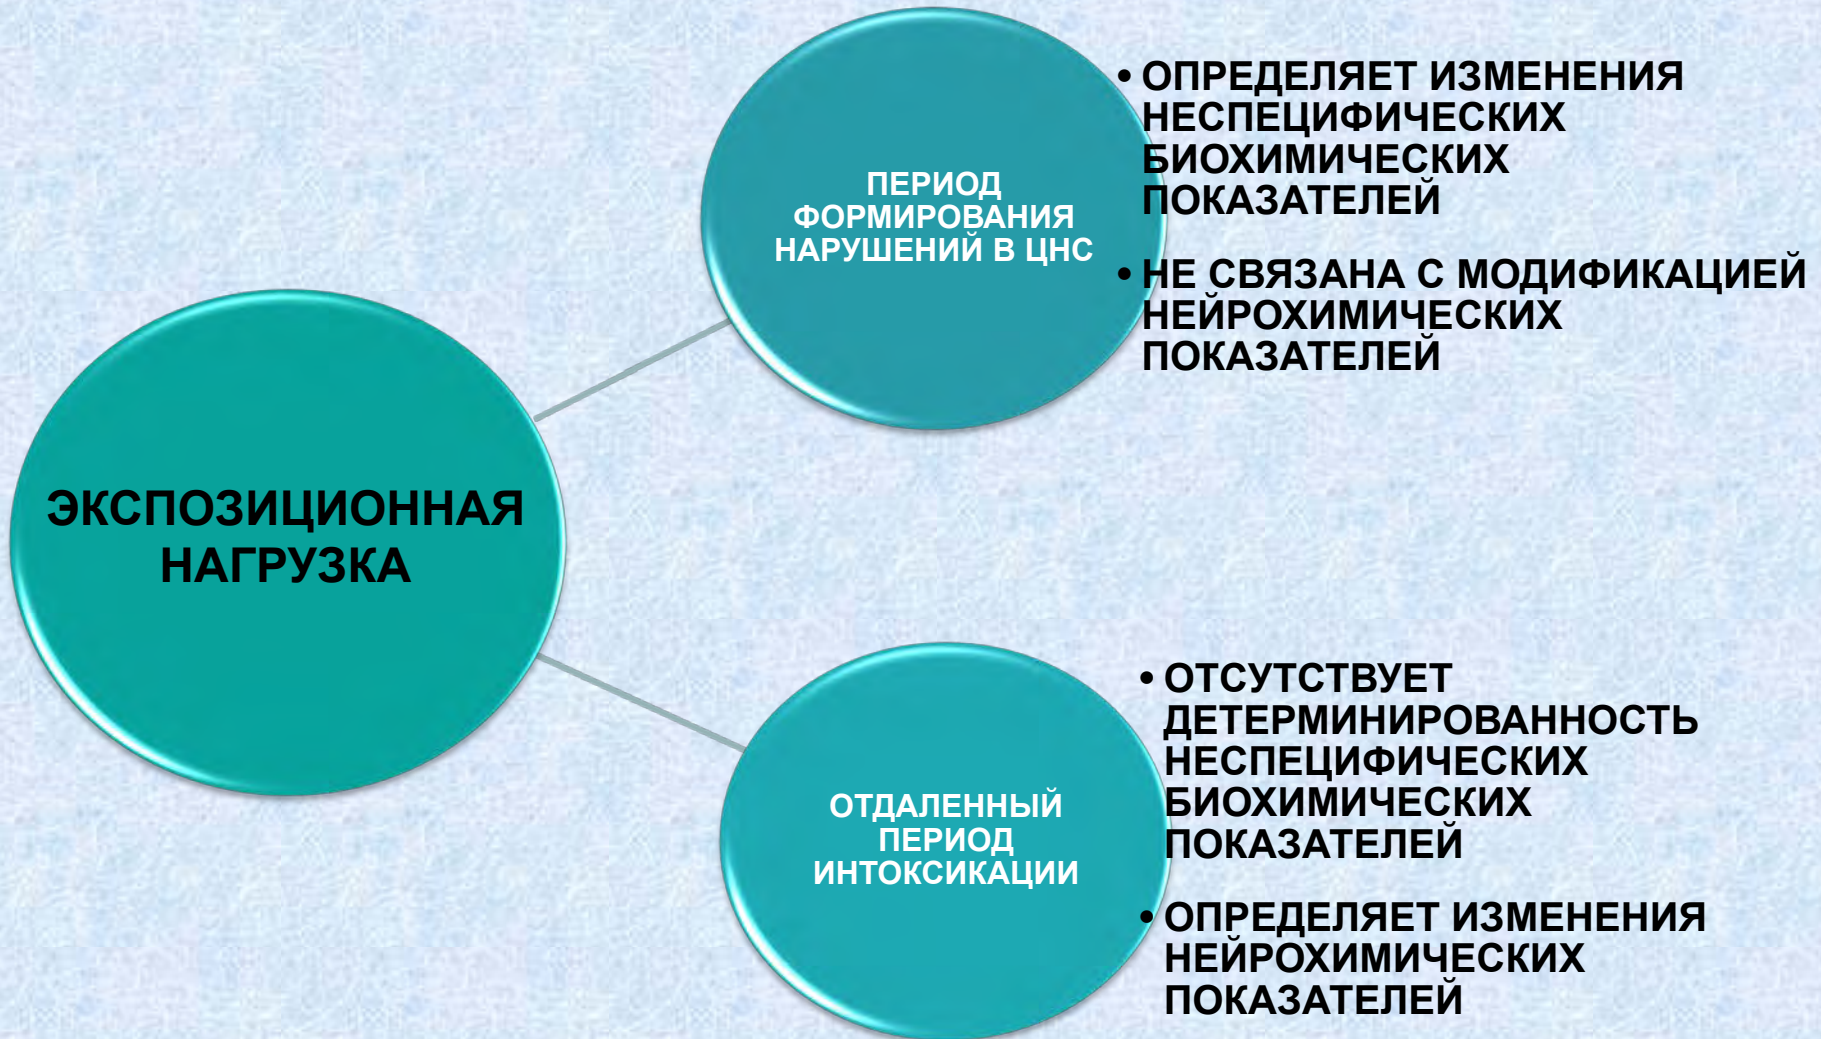 ЭКСПОЗИЦИОННАЯ
НАГРУЗКА
ПЕРИОД
ФОРМИРОВАНИЯ
НАРУШЕНИЙ В ЦНС
• ОПРЕДЕЛЯЕТ ИЗМЕНЕНИЯ
НЕСПЕЦИФИЧЕСКИХ
БИОХИМИЧЕСКИХ
ПОКАЗАТЕЛЕЙ
• НЕ СВЯЗАНА С МОДИФИКАЦИЕЙ
НЕЙРОХИМИЧЕСКИХ
ПОКАЗАТЕЛЕЙ
ОТДАЛЕННЫЙ
ПЕРИОД
ИНТОКСИКАЦИИ
• ОТСУТСТВУЕТ
ДЕТЕРМИНИРОВАННОСТЬ
НЕСПЕЦИФИЧЕСКИХ
БИОХИМИЧЕСКИХ
ПОКАЗАТЕЛЕЙ
• ОПРЕДЕЛЯЕТ ИЗМЕНЕНИЯ
НЕЙРОХИМИЧЕСКИХ
ПОКАЗАТЕЛЕЙ